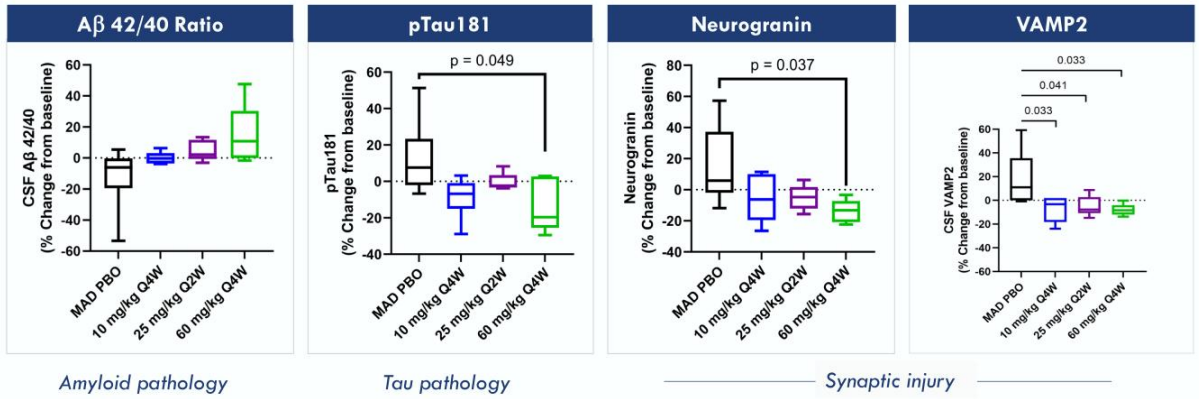 Aβ 42/40 Ratio
CSF Aβ 42/40
(% Change from baseline)
60
40
20
0
-20
-40
-60
MAD PBO
10 mg/kg Q4W
25 mg/kg Q2W
60 mg/kg Q4W
Amyloid pathology
pTau181
p = 0.049
pTau181
(% Change from baseline)
60
40
20
0
-20
-40
MAD PBO
10 mg/kg Q4W
25 mg/kg Q2W
60 mg/kg Q4W
Tau pathology
Neurogranin
p = 0.037
Neurogranin
(% Change from baseline)
80
60
40
20
0
-20
-40
MAD PBO
10 mg/kg Q4W
25 mg/kg Q2W
60 mg/kg Q4W
VAMP2
0.033
0.041
0.033
CSF VAMP2
(% Change from baseline)
60
40
20
0
-20
-40
-60
MAD PBO
10 mg/kg Q4W
25 mg/kg Q2W
60 mg/kg Q4W
Synaptic injury